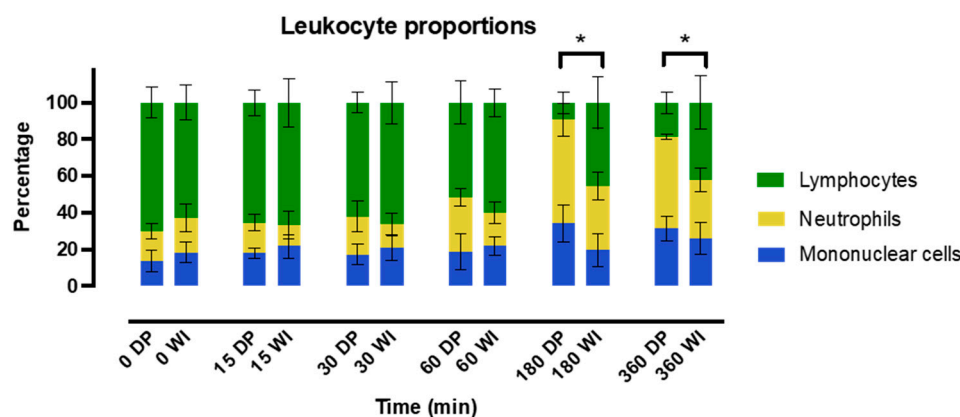 Leukocyte proportions
* *
Percentage
100
80
60
40
20
0
Lymphocytes
Neutrophils
Mononuclear cells
0 DP 0 WI 15 DP 15 WI 30 DP 30 WI 60 DP 60 WI 180 DP 180 WI 360 DP 360 WI
Time (min)